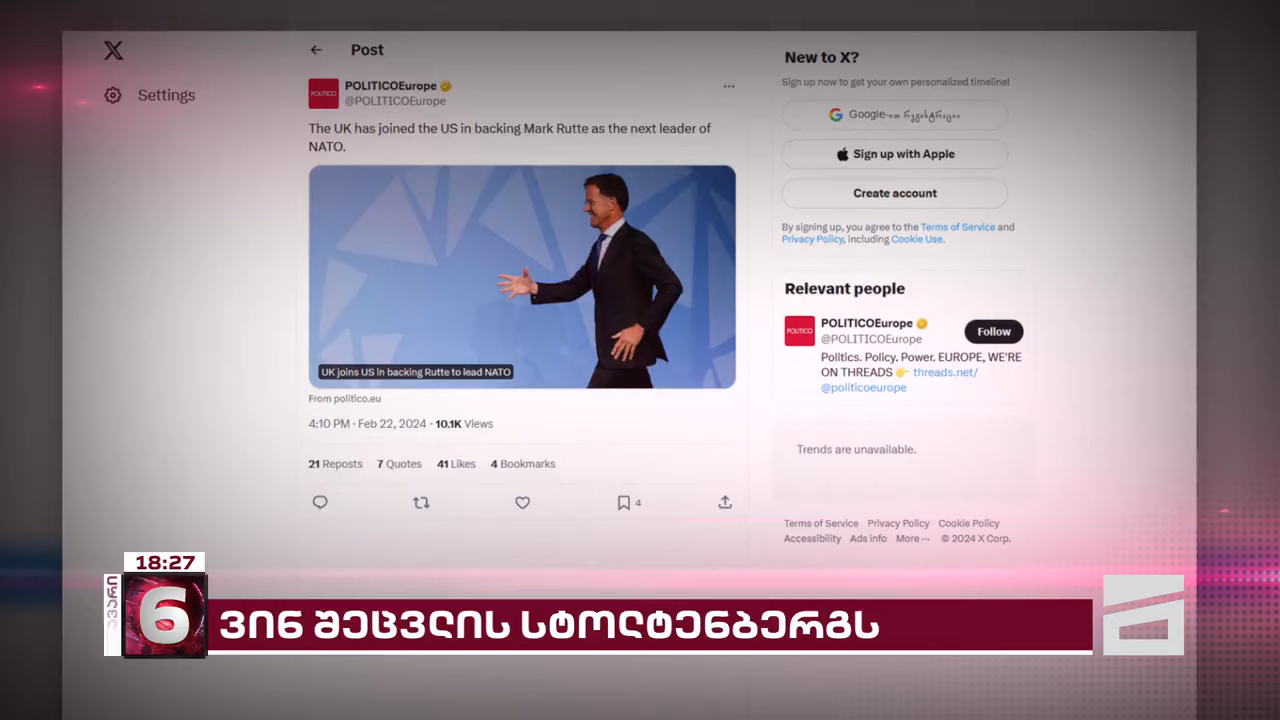 Settings
Post
POLITICO
POLITICOEurope
@POLITICOEurope
The UK has joined the US in backing Mark Rutte as the next leader of
NATO.
UK joins US in backing Rutte to lead NATO
From politico.eu
4:10 PM · Feb 22, 2024 · 10.1K Views
21 Reposts 7 Quotes 41 Likes 4 Bookmarks
4
New to X?
Sign up now to get your own personalized timeline!
Google-ით რეგისტრაცია
Sign up with Apple
Create account
By signing up, you agree to the Terms of Service and
Privacy Policy, including Cookie Use.
Relevant people
POLITICO
POLITICOEurope
@POLITICOEurope
Follow
Politics. Policy. Power. EUROPE, WE'RE
ON THREADS 👉 threads.net/
@politicoeurope
Trends are unavailable.
Terms of Service Privacy Policy Cookie Policy
Accessibility Ads info More ··· © 2024 X Corp.
18:27
6
ვინ შეცვლის სტოლტენბერგს